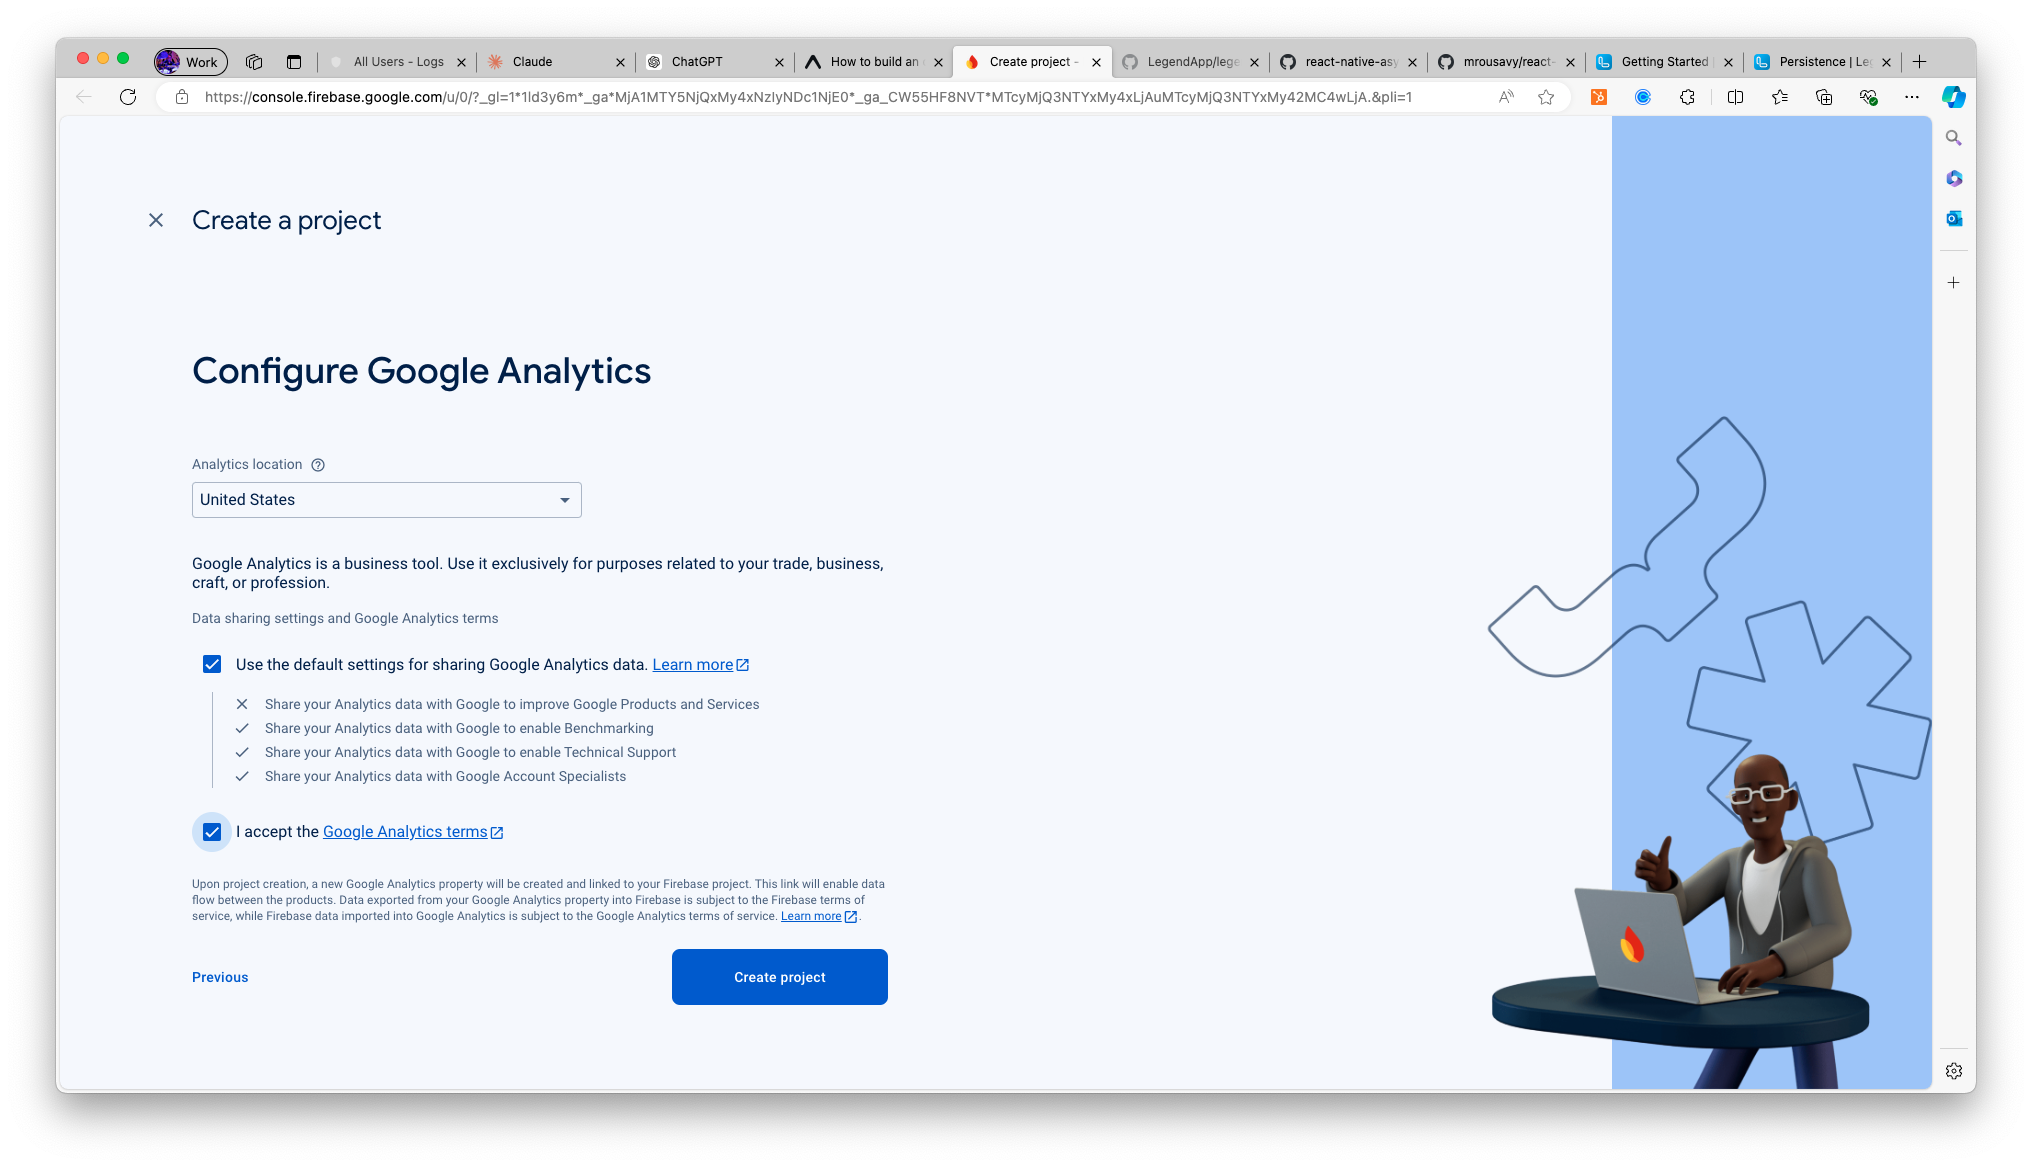 Work
All Users - Logs
Claude
ChatGPT
How to build an
Create project -
LegendApp/lege
react-native-asy
mrousavy/react-
Getting Started
Persistence | Leg
https://console.firebase.google.com/u/0/?_gl=1*1ld3y6m*_ga*MjA1MTY5NjQxMy4xNzIyNDc1NjE0*_ga_CW55HF8NVT*MTcyMjQ3NTYxMy4xLjAuMTcyMjQ3NTYxMy42MC4wLjA.&pli=1
Create a project
Configure Google Analytics
Analytics location
United States
Google Analytics is a business tool. Use it exclusively for purposes related to your trade, business,
craft, or profession.
Data sharing settings and Google Analytics terms
Use the default settings for sharing Google Analytics data. Learn more
Share your Analytics data with Google to improve Google Products and Services
Share your Analytics data with Google to enable Benchmarking
Share your Analytics data with Google to enable Technical Support
Share your Analytics data with Google Account Specialists
I accept the Google Analytics terms
Upon project creation, a new Google Analytics property will be created and linked to your Firebase project. This link will enable data
flow between the products. Data exported from your Google Analytics property into Firebase is subject to the Firebase terms of
service, while Firebase data imported into Google Analytics is subject to the Google Analytics terms of service. Learn more.
Previous
Create project